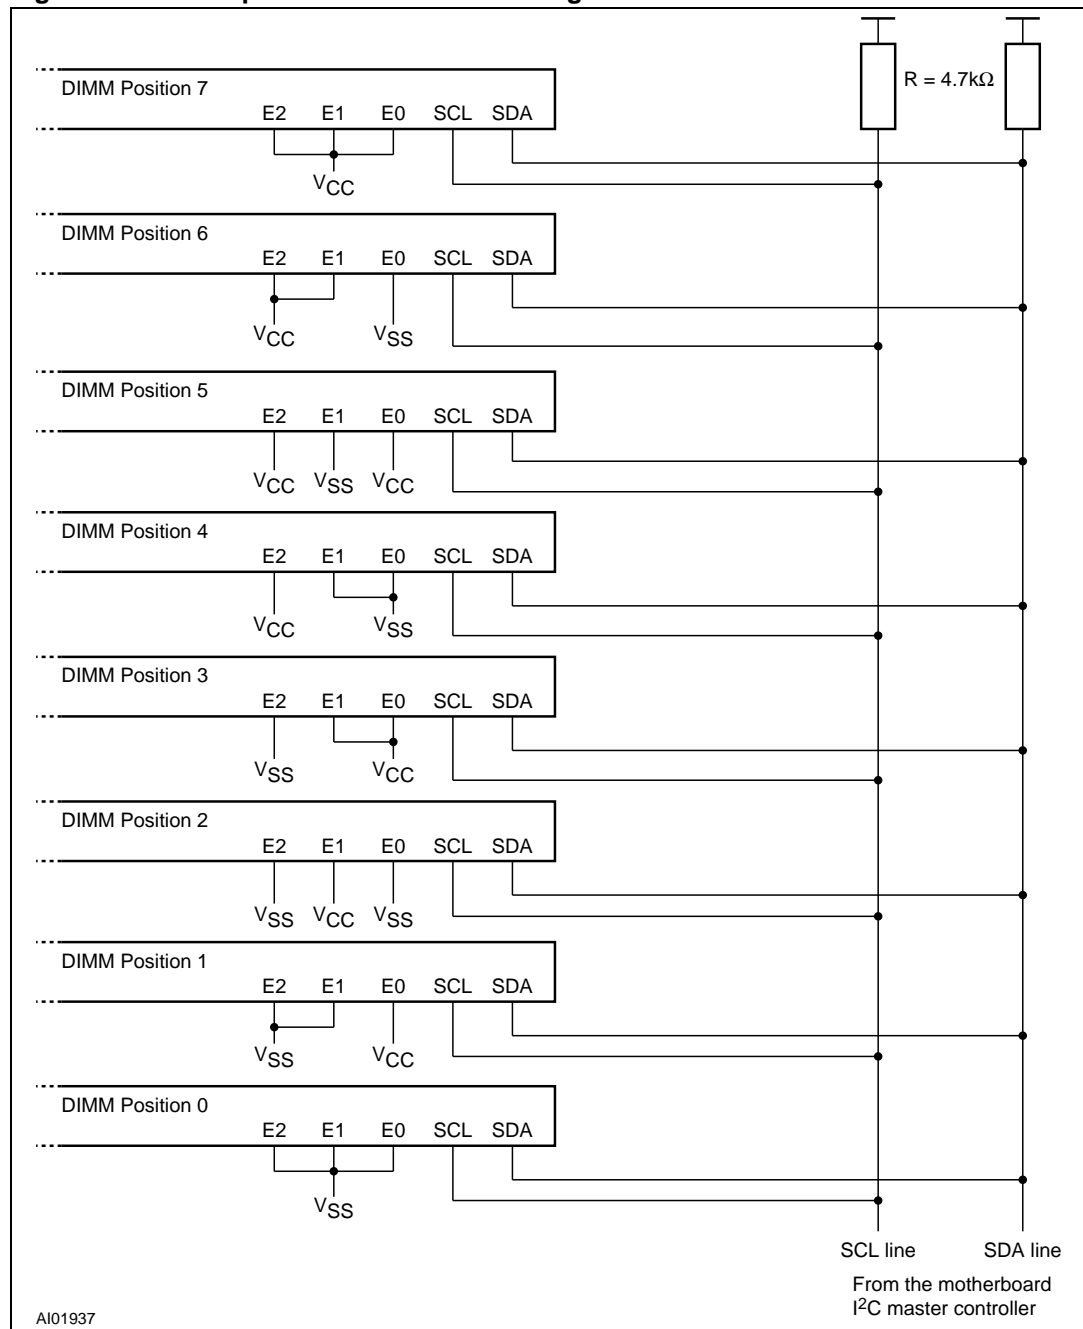 DIMM Position 7
E2 E1 E0 SCL SDA
VCC
R = 4.7kΩ
DIMM Position 6
E2 E1 E0 SCL SDA
VCC VSS
DIMM Position 5
E2 E1 E0 SCL SDA
VCC VSS VCC
DIMM Position 4
E2 E1 E0 SCL SDA
VCC VSS
DIMM Position 3
E2 E1 E0 SCL SDA
VSS VCC
DIMM Position 2
E2 E1 E0 SCL SDA
VSS VCC VSS
DIMM Position 1
E2 E1 E0 SCL SDA
VSS VCC
DIMM Position 0
E2 E1 E0 SCL SDA
VSS
SCL line SDA line
From the motherboard
I2C master controller
AI01937